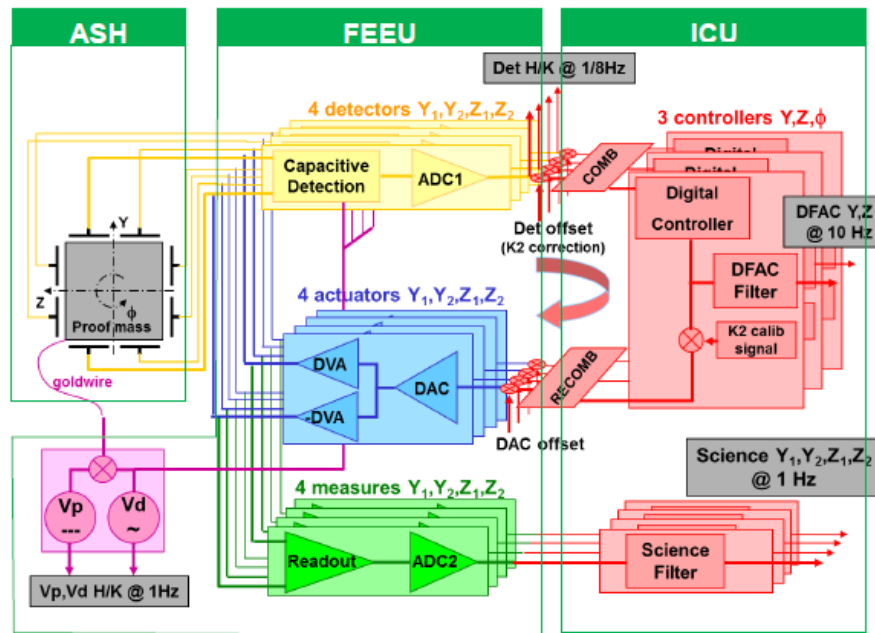 ASH
FEEU
ICU
Det H/K @ 1/8Hz
4 detectors Y₁,Y₂,Z₁,Z₂
3 controllers Y,Z,ϕ
Capacitive
Detection
ADC1
COMB
Digital
Digital
Digital
Controller
DFAC Y,Z
@ 10 Hz
Det offset
(K2 correction)
DFAC
Filter
K2 calib
signal
Y
Z
ϕ
Proof mass
goldwire
4 actuators Y₁,Y₂,Z₁,Z₂
DVA
-DVA
DAC
RECOMB
DAC offset
Science Y₁,Y₂,Z₁,Z₂
@ 1 Hz
4 measures Y₁,Y₂,Z₁,Z₂
Vp
---
Vd
~
Readout
ADC2
Science
Filter
Vp,Vd H/K @ 1Hz